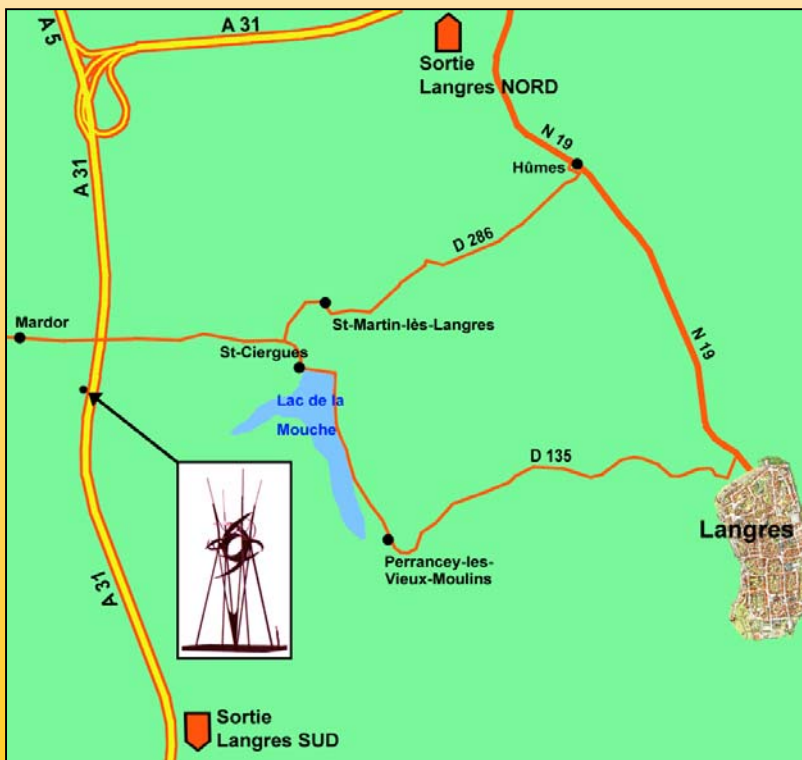 A 5
A 31
Sortie
Langres NORD
N 19
A 31
Hûmes
D 286
St-Martin-lès-Langres
Mardor
St-Ciergues
N 19
Lac de la
Mouche
D 135
Langres
Perrancey-les-
Vieux-Moulins
A 31
Sortie
Langres SUD